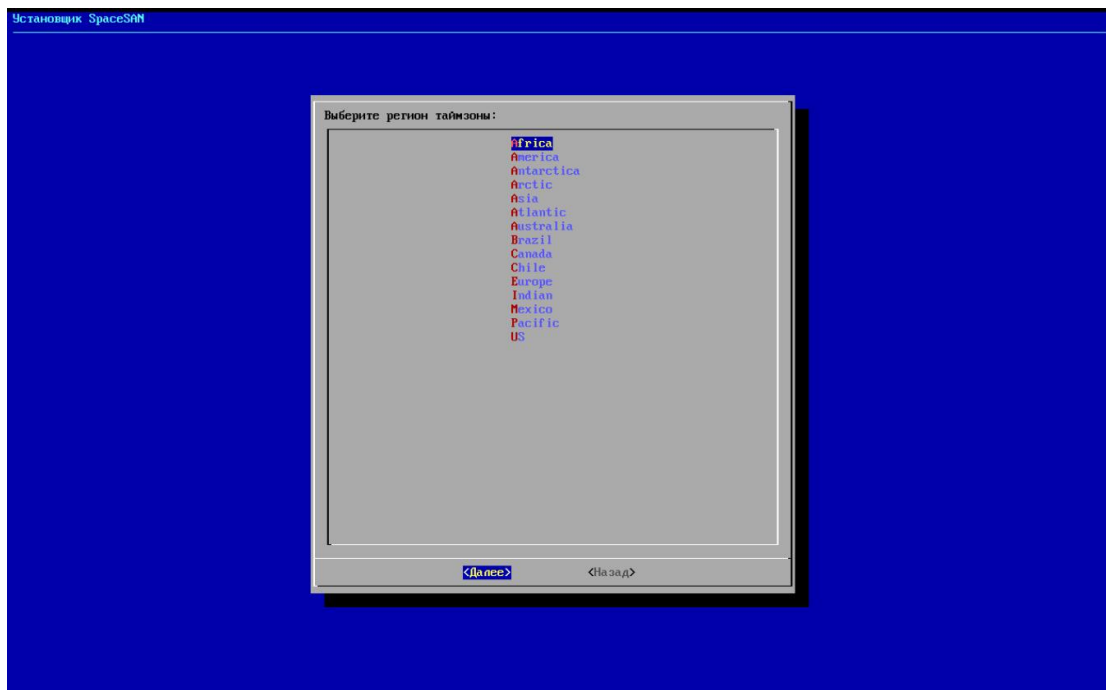 Установщик SpaceSAN
Выберите регион таймзоны:
Africa
America
Antarctica
Arctic
Asia
Atlantic
Australia
Brazil
Canada
Chile
Europe
Indian
Mexico
Pacific
US
<Далее> <Назад>